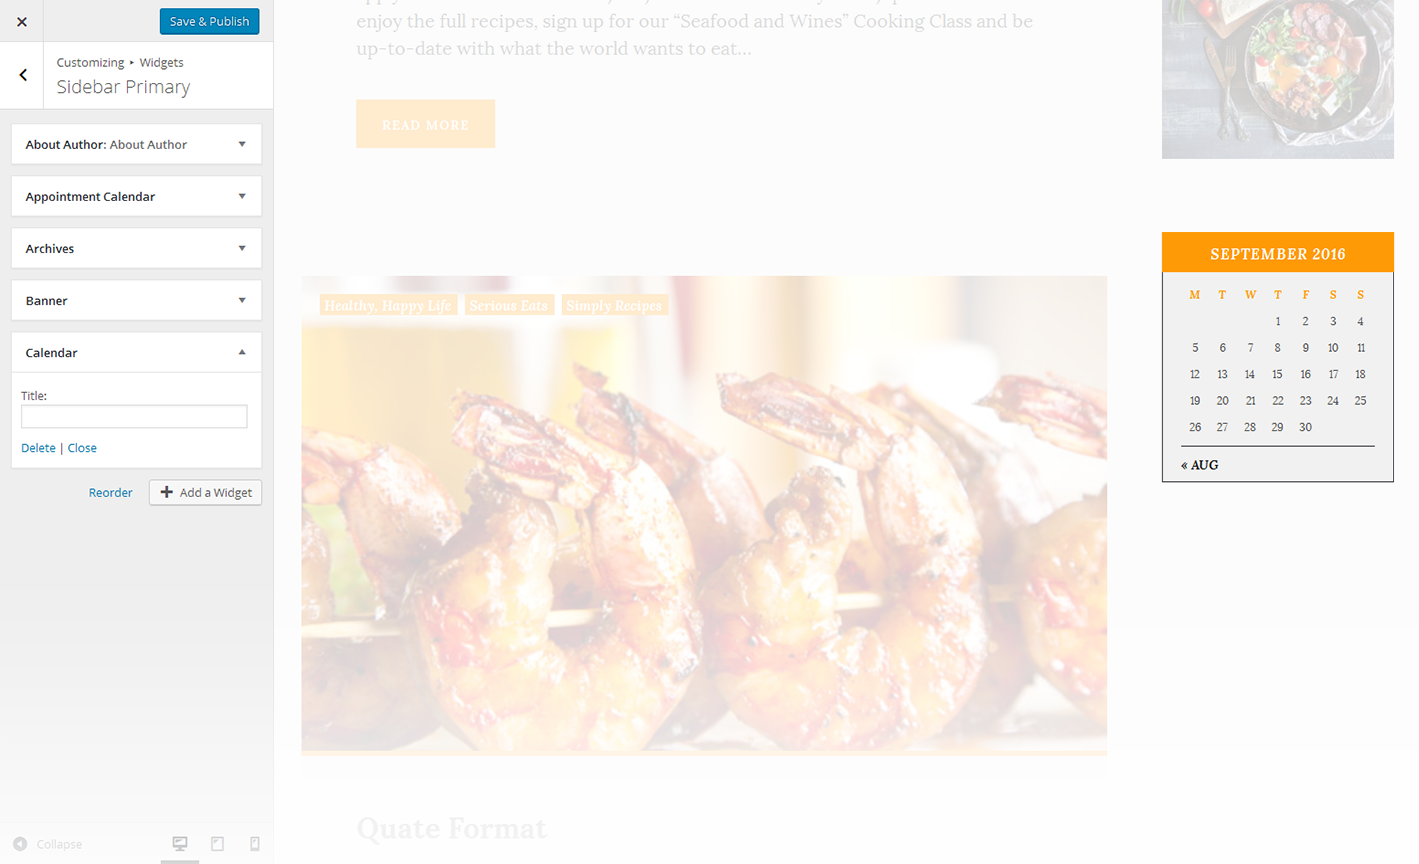 Save & Publish
Customizing ▸ Widgets
Sidebar Primary
About Author: About Author
Appointment Calendar
Archives
Banner
Calendar
Title:
Delete | Close
Reorder
Add a Widget
Collapse
enjoy the full recipes, sign up for our “Seafood and Wines” Cooking Class and be
up-to-date with what the world wants to eat…
READ MORE
Healthy, Happy Life Serious Eats Simply Recipes
Quate Format
SEPTEMBER 2016
M T W T F S S
1 2 3 4
5 6 7 8 9 10 11
12 13 14 15 16 17 18
19 20 21 22 23 24 25
26 27 28 29 30
« AUG